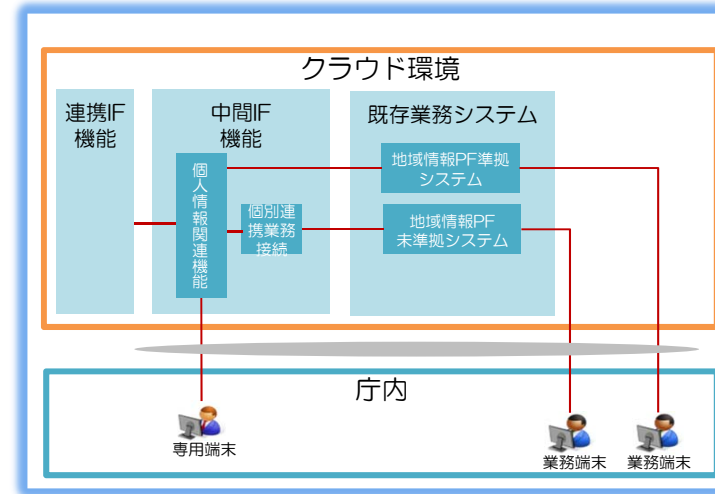 クラウド環境
連携IF
機能
中間IF
機能
既存業務システム
個人情報関連機能
個別連
携業務
接続
地域情報PF準拠
システム
地域情報PF
未準拠システム
庁内
専用端末
業務端末
業務端末